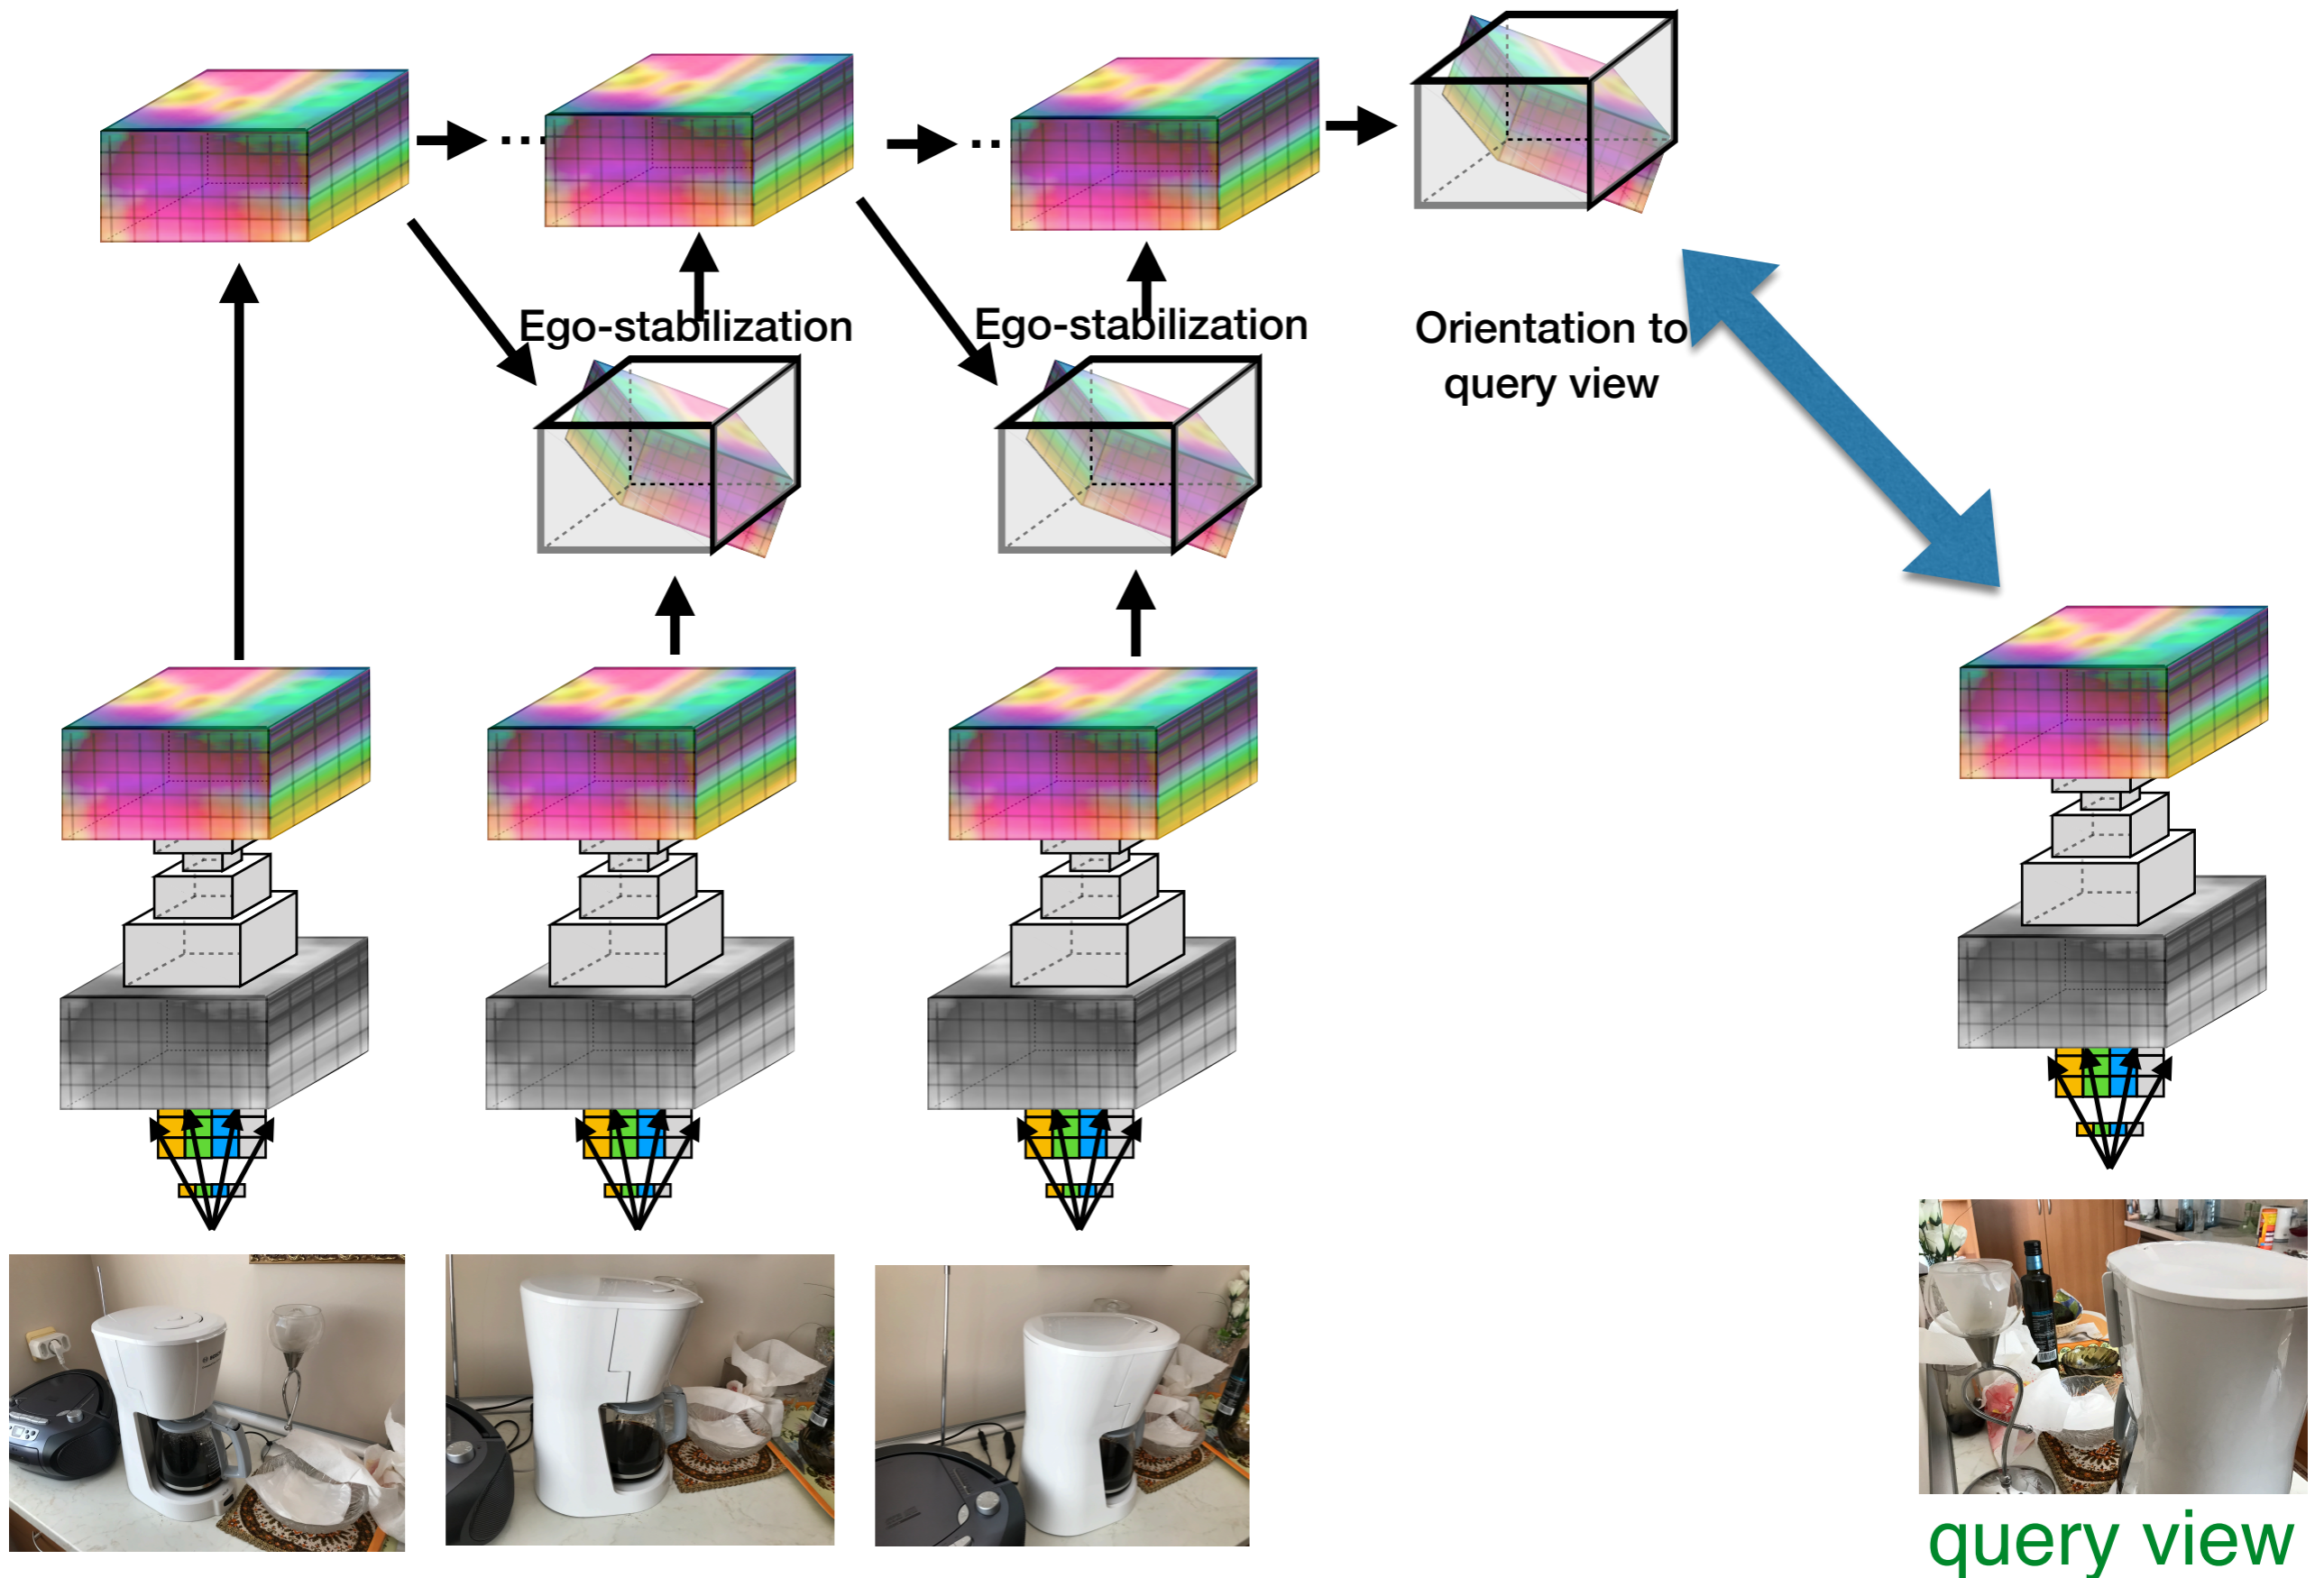 ...
..
Ego-stabilization
Ego-stabilization
Orientation to
query view
query view